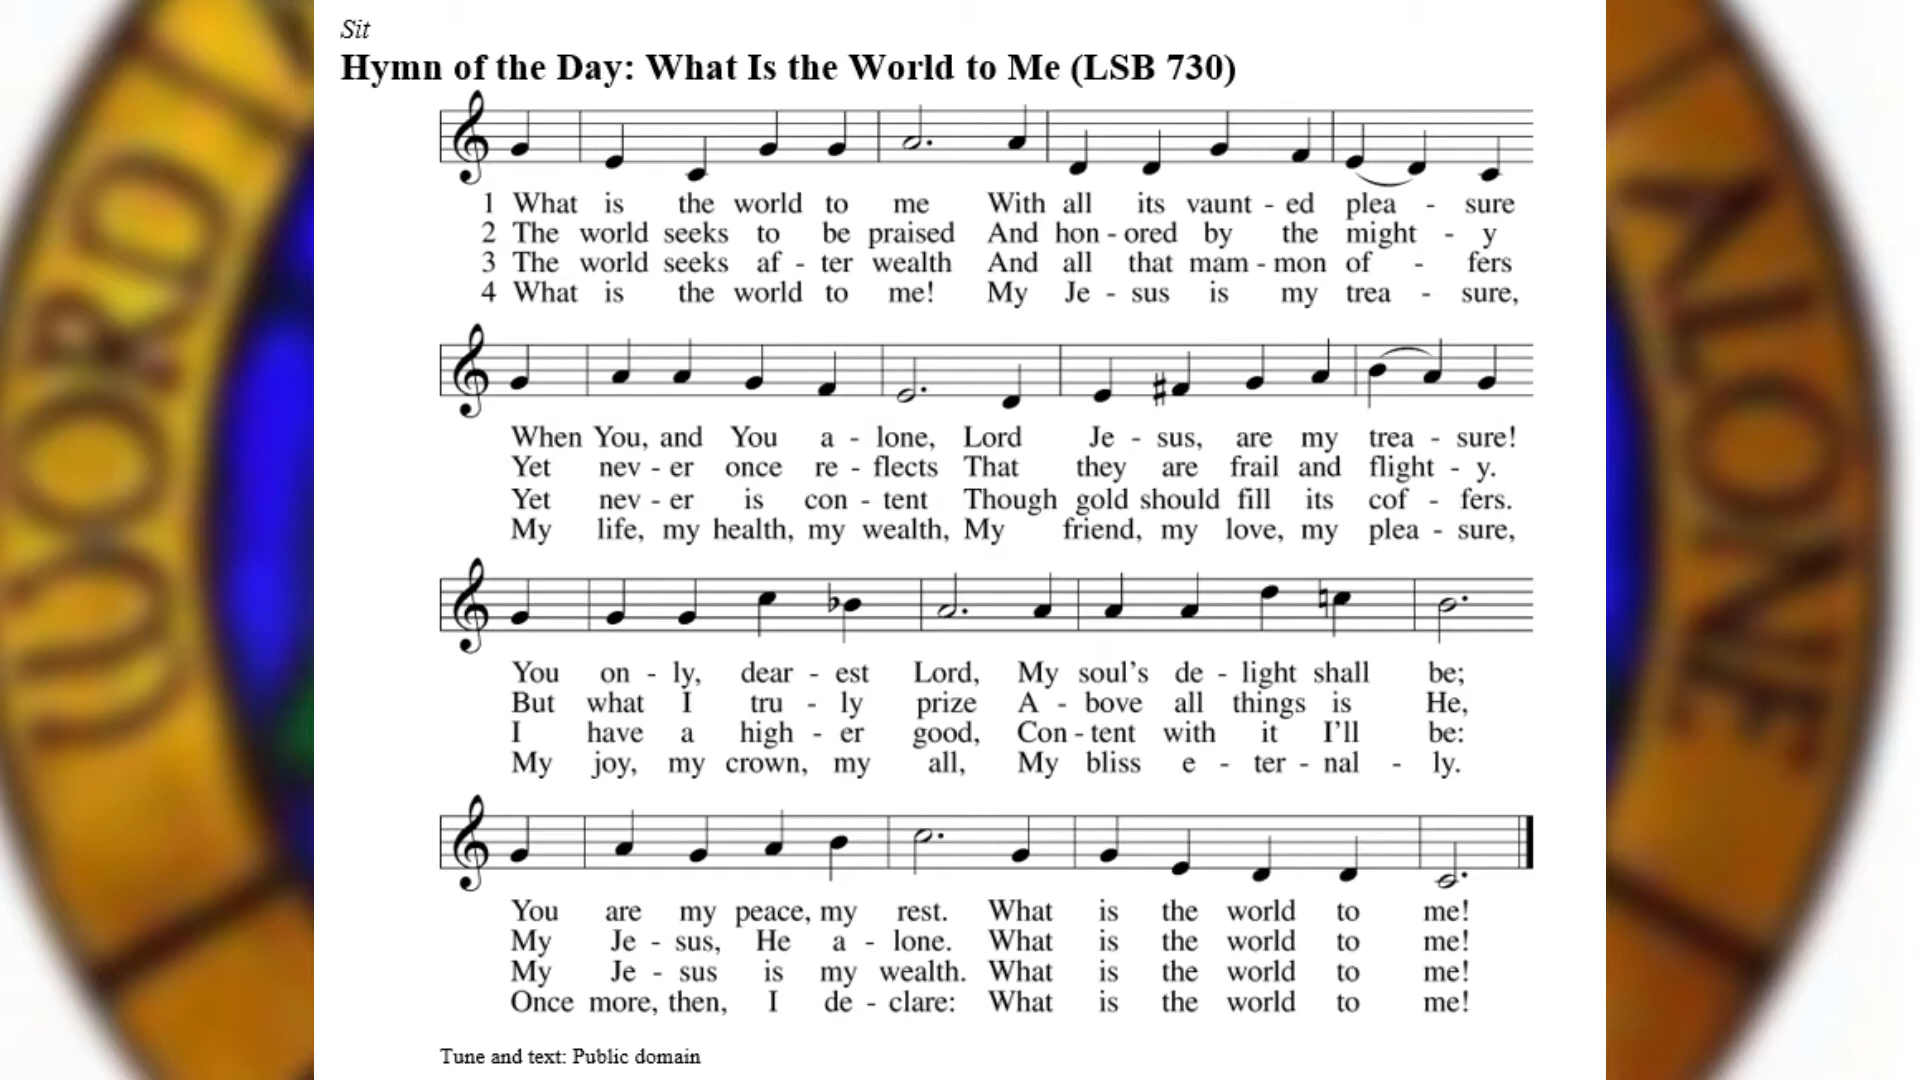 Sit
Hymn of the Day: What Is the World to Me (LSB 730)
1 What is the world to me With all its vaunt - ed plea - sure
2 The world seeks to be praised And hon - ored by the might - y
3 The world seeks af - ter wealth And all that mam - mon of - fers
4 What is the world to me! My Je - sus is my trea - sure,
When You, and You a - lone, Lord Je - sus, are my trea - sure!
Yet nev - er once re - flects That they are frail and flight - y.
Yet nev - er is con - tent Though gold should fill its cof - fers.
My life, my health, my wealth, My friend, my love, my plea - sure,
You on - ly, dear - est Lord, My soul's de - light shall be;
But what I tru - ly prize A - bove all things is He,
I have a high - er good, Con - tent with it I'll be:
My joy, my crown, my all, My bliss e - ter - nal - ly.
You are my peace, my rest. What is the world to me!
My Je - sus, He a - lone. What is the world to me!
My Je - sus is my wealth. What is the world to me!
Once more, then, I de - clare: What is the world to me!
Tune and text: Public domain
WORD
ALONE